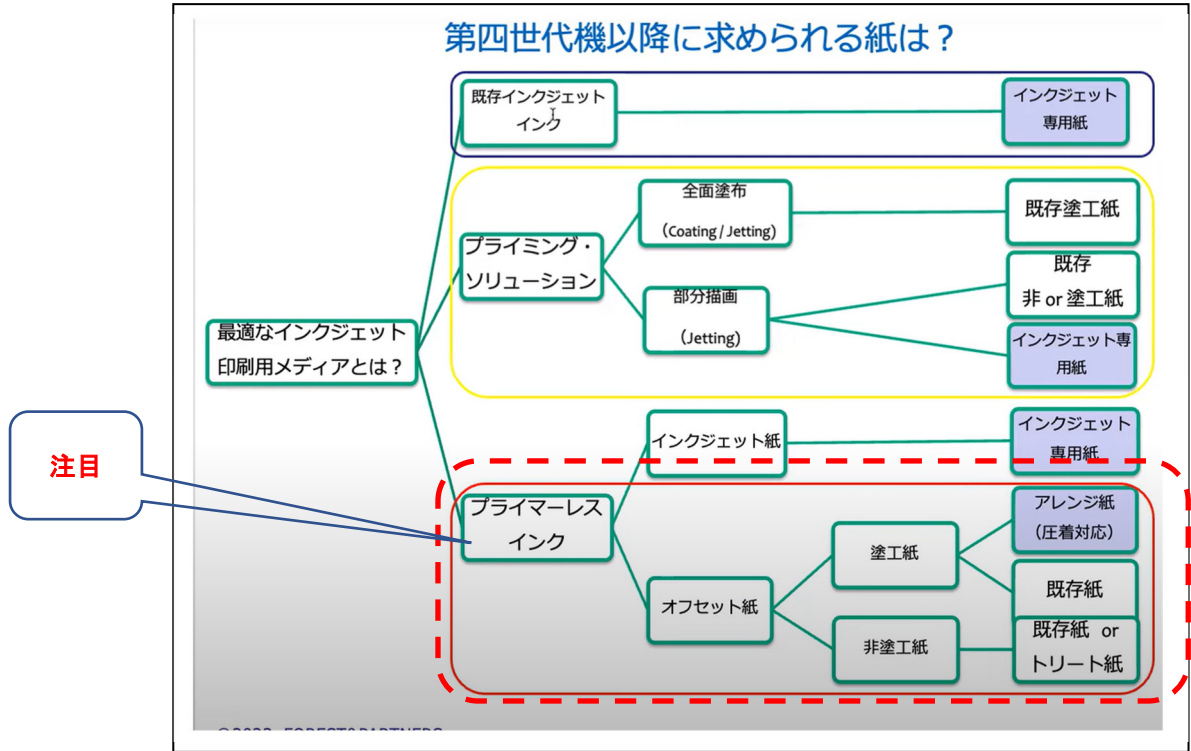 第四世代機以降に求められる紙は？
既存インクジェット
インク
インクジェット
専用紙
プライミング・
ソリューション
全面塗布
（Coating / Jetting）
既存塗工紙
部分描画
（Jetting）
既存
非 or 塗工紙
インクジェット専
用紙
最適なインクジェット
印刷用メディアとは？
注目
プライマーレス
インク
インクジェット紙
インクジェット
専用紙
オフセット紙
塗工紙
アレンジ紙
（圧着対応）
既存紙
非塗工紙
既存紙 or
トリート紙